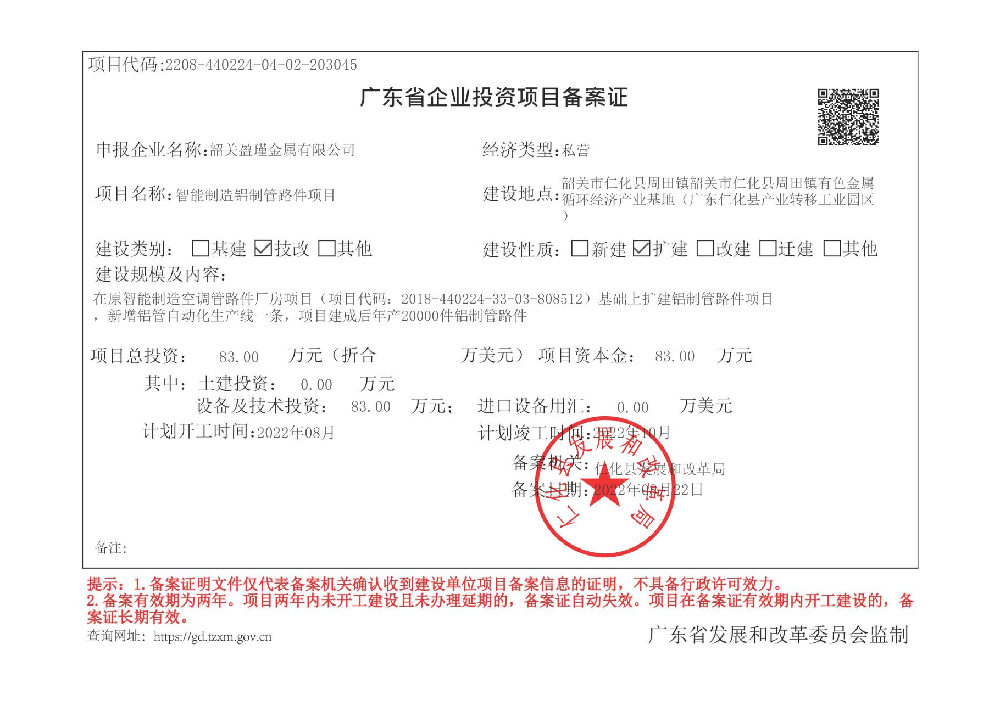 项目代码:2208-440224-04-02-203045
广东省企业投资项目备案证
申报企业名称:韶关盈瑾金属有限公司
经济类型:私营
项目名称:智能制造铝制管路件项目
建设地点:韶关市仁化县周田镇韶关市仁化县周田镇有色金属
循环经济产业基地（广东仁化县产业转移工业园区
）
建设类别： □基建 ☑技改 □其他
建设性质： □新建 ☑扩建 □改建 □迁建 □其他
建设规模及内容：
在原智能制造空调管路件厂房项目（项目代码：2018-440224-33-03-808512）基础上扩建铝制管路件项目
，新增铝管自动化生产线一条，项目建成后年产20000件铝制管路件
项目总投资： 83.00 万元（折合 万美元） 项目资本金： 83.00 万元
其中：土建投资： 0.00 万元
设备及技术投资： 83.00 万元； 进口设备用汇： 0.00 万美元
计划开工时间:2022年08月 计划竣工时间:2022年10月
备案机关：仁化县发展和改革局
备案日期：2022年08月22日
仁化县发展和改革局
备注：
提示：1.备案证明文件仅代表备案机关确认收到建设单位项目备案信息的证明，不具备行政许可效力。
2.备案有效期为两年。项目两年内未开工建设且未办理延期的，备案证自动失效。项目在备案证有效期内开工建设的，备
案证长期有效。
查询网址：https://gd.tzxm.gov.cn
广东省发展和改革委员会监制